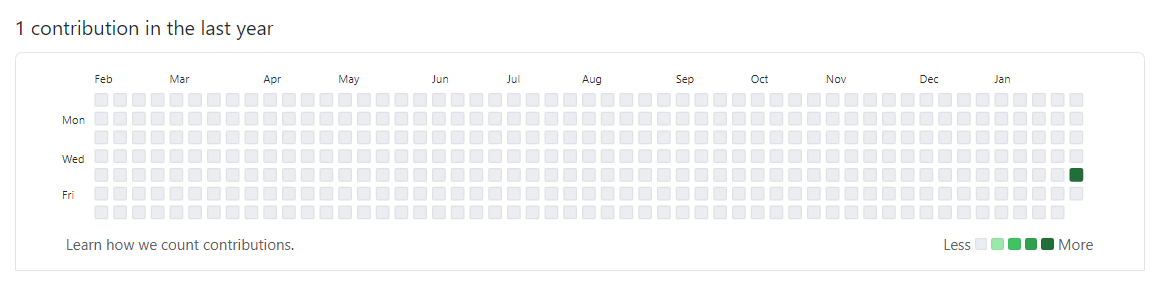 1 contribution in the last year
Feb Mar Apr May Jun Jul Aug Sep Oct Nov Dec Jan
Mon
Wed
Fri
Learn how we count contributions. Less More